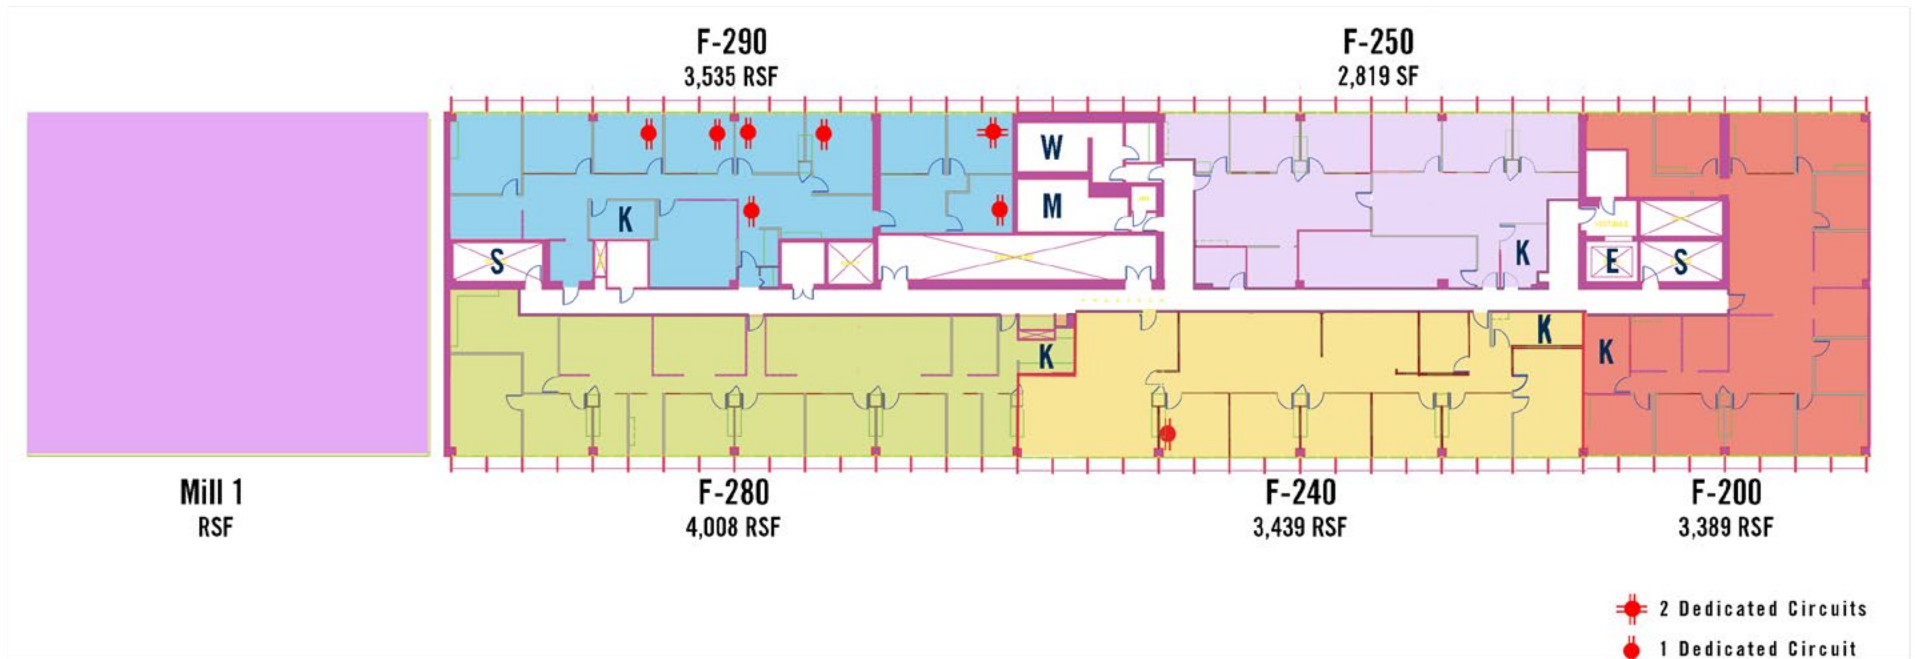 F-290
3,535 RSF
F-250
2,819 SF
W
M
K
S
K
E
S
K
K
K
Mill 1
RSF
F-280
4,008 RSF
F-240
3,439 RSF
F-200
3,389 RSF
2 Dedicated Circuits
1 Dedicated Circuit